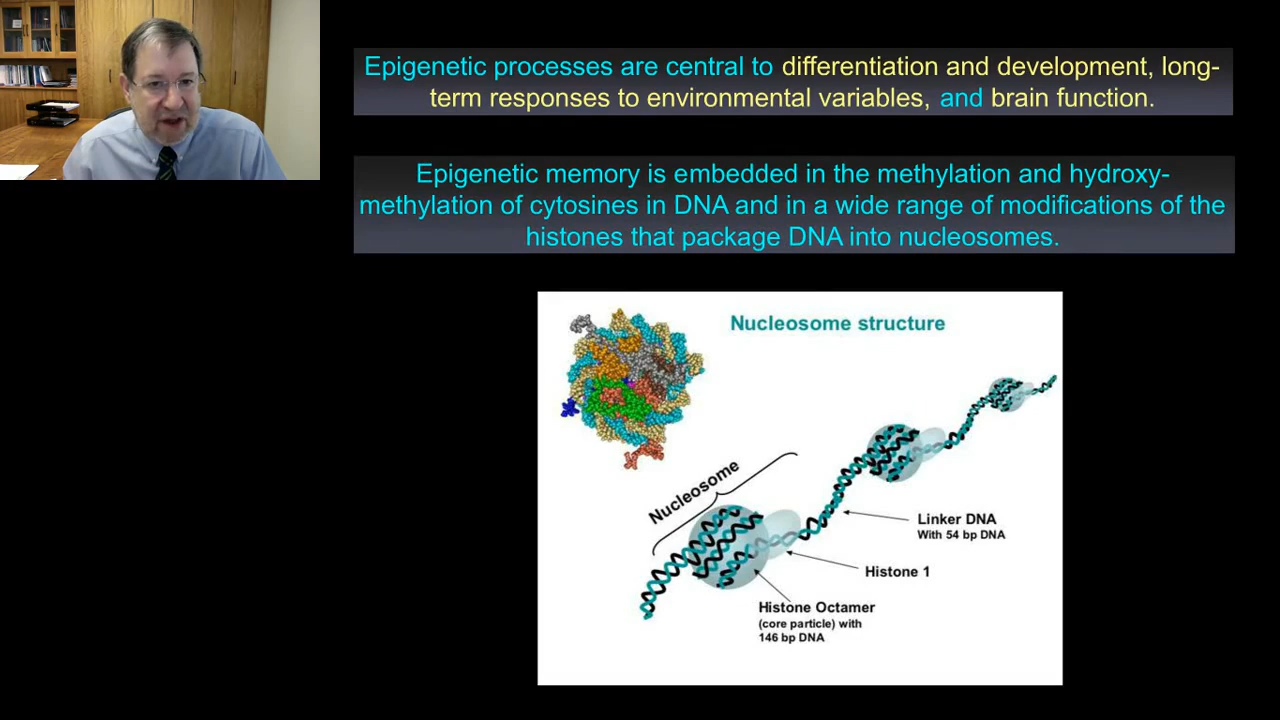 Epigenetic processes are central to differentiation and development, long-
term responses to environmental variables, and brain function.
Epigenetic memory is embedded in the methylation and hydroxy-
methylation of cytosines in DNA and in a wide range of modifications of the
histones that package DNA into nucleosomes.
Nucleosome structure
Nucleosome
Linker DNA
With 54 bp DNA
Histone 1
Histone Octamer
(core particle) with
146 bp DNA